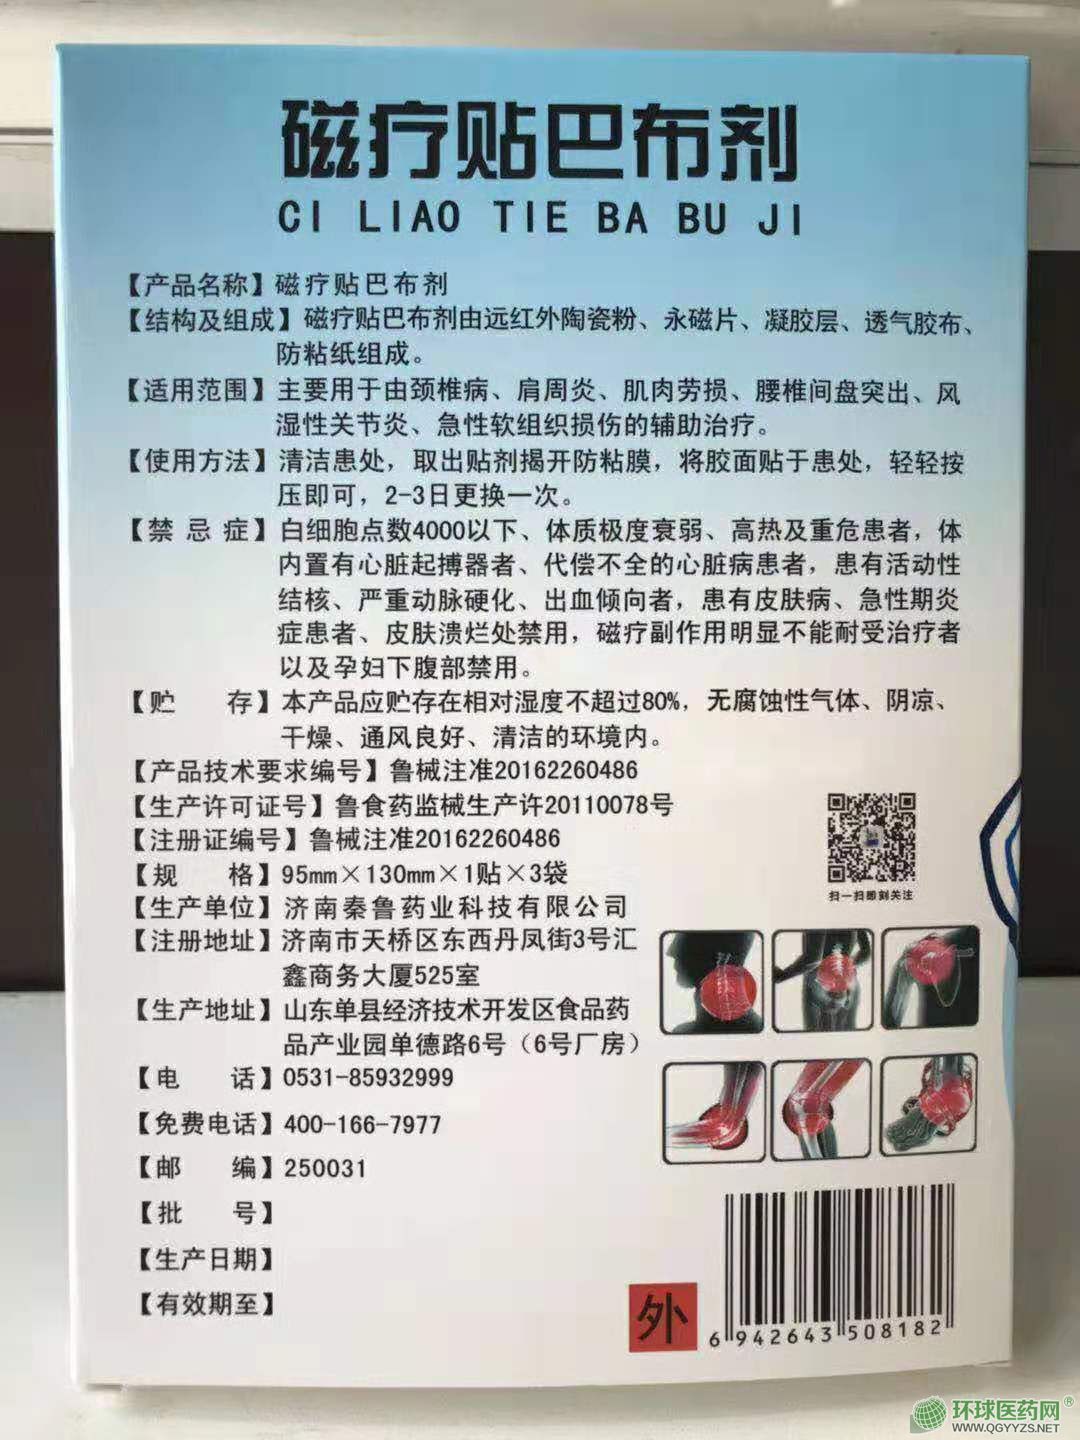 磁疗贴巴布剂
CI LIAO TIE BA BU JI
【产品名称】磁疗贴巴布剂
【结构及组成】磁疗贴巴布剂由远红外陶瓷粉、永磁片、凝胶层、透气胶布、
防粘纸组成。
【适用范围】主要用于由颈椎病、肩周炎、肌肉劳损、腰椎间盘突出、风
湿性关节炎、急性软组织损伤的辅助治疗。
【使用方法】清洁患处，取出贴剂揭开防粘膜，将胶面贴于患处，轻轻按
压即可，2-3日更换一次。
【禁忌症】白细胞点数4000以下、体质极度衰弱、高热及重危患者，体
内置有心脏起搏器者、代偿不全的心脏病患者，患有活动性
结核、严重动脉硬化、出血倾向者，患有皮肤病、急性期炎
症患者、皮肤溃烂处禁用，磁疗副作用明显不能耐受治疗者
以及孕妇下腹部禁用。
【贮存】本产品应贮存在相对湿度不超过80%，无腐蚀性气体、阴凉、
干燥、通风良好、清洁的环境内。
【产品技术要求编号】鲁械注准20162260486
【生产许可证号】鲁食药监械生产许20110078号
【注册证编号】鲁械注准20162260486
【规格】95mm×130mm×1贴×3袋
【生产单位】济南秦鲁药业科技有限公司
【注册地址】济南市天桥区东西丹凤街3号汇
鑫商务大厦525室
【生产地址】山东单县经济技术开发区食品药
品产业园单德路6号（6号厂房）
【电话】0531-85932999
【免费电话】400-166-7977
【邮编】250031
【批号】
【生产日期】
【有效期至】
扫一扫即刻关注
外
6 942643 508182
环球医药网®
WWW.QGYYZS.NET